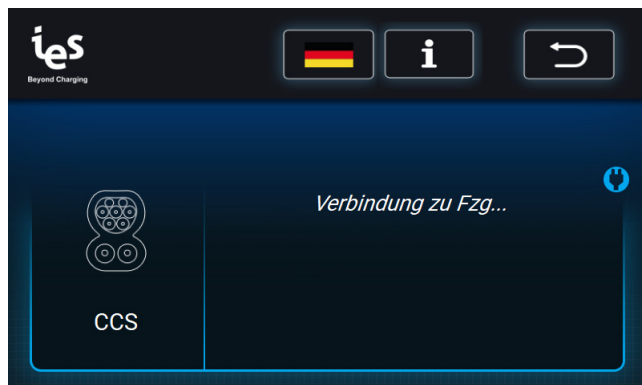 ies
Beyond Charging
i
Verbindung zu Fzg...
CCS